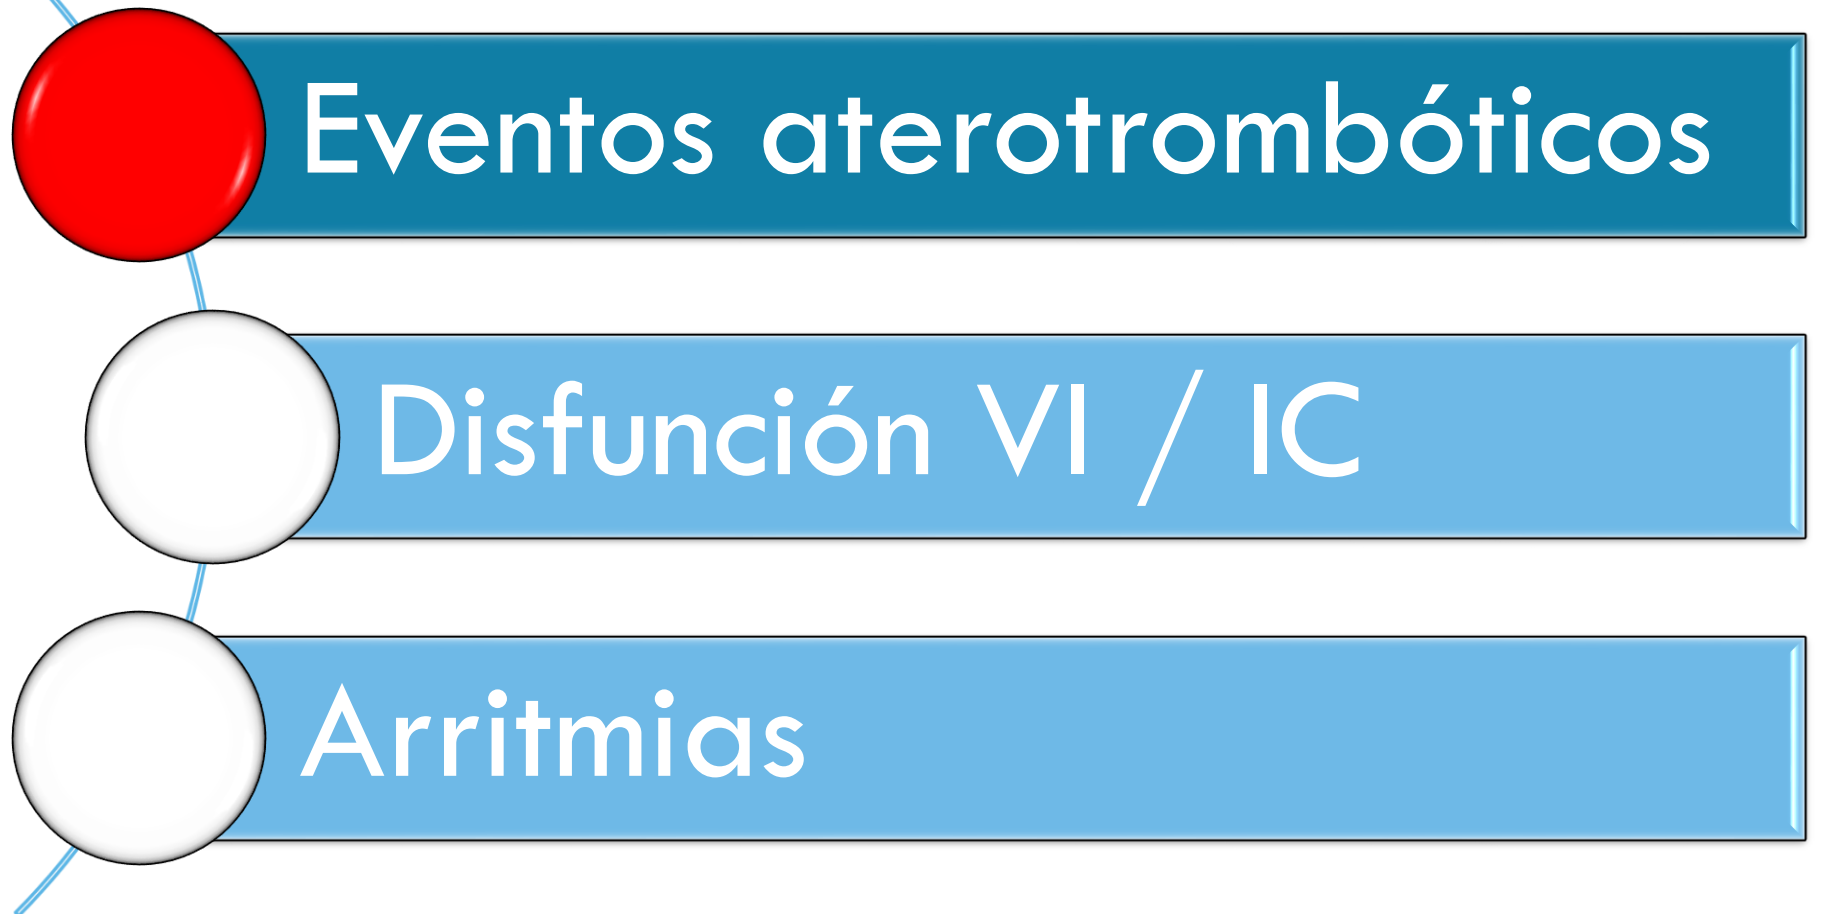 Eventos aterotrombóticos
Disfunción VI / IC
Arritmias